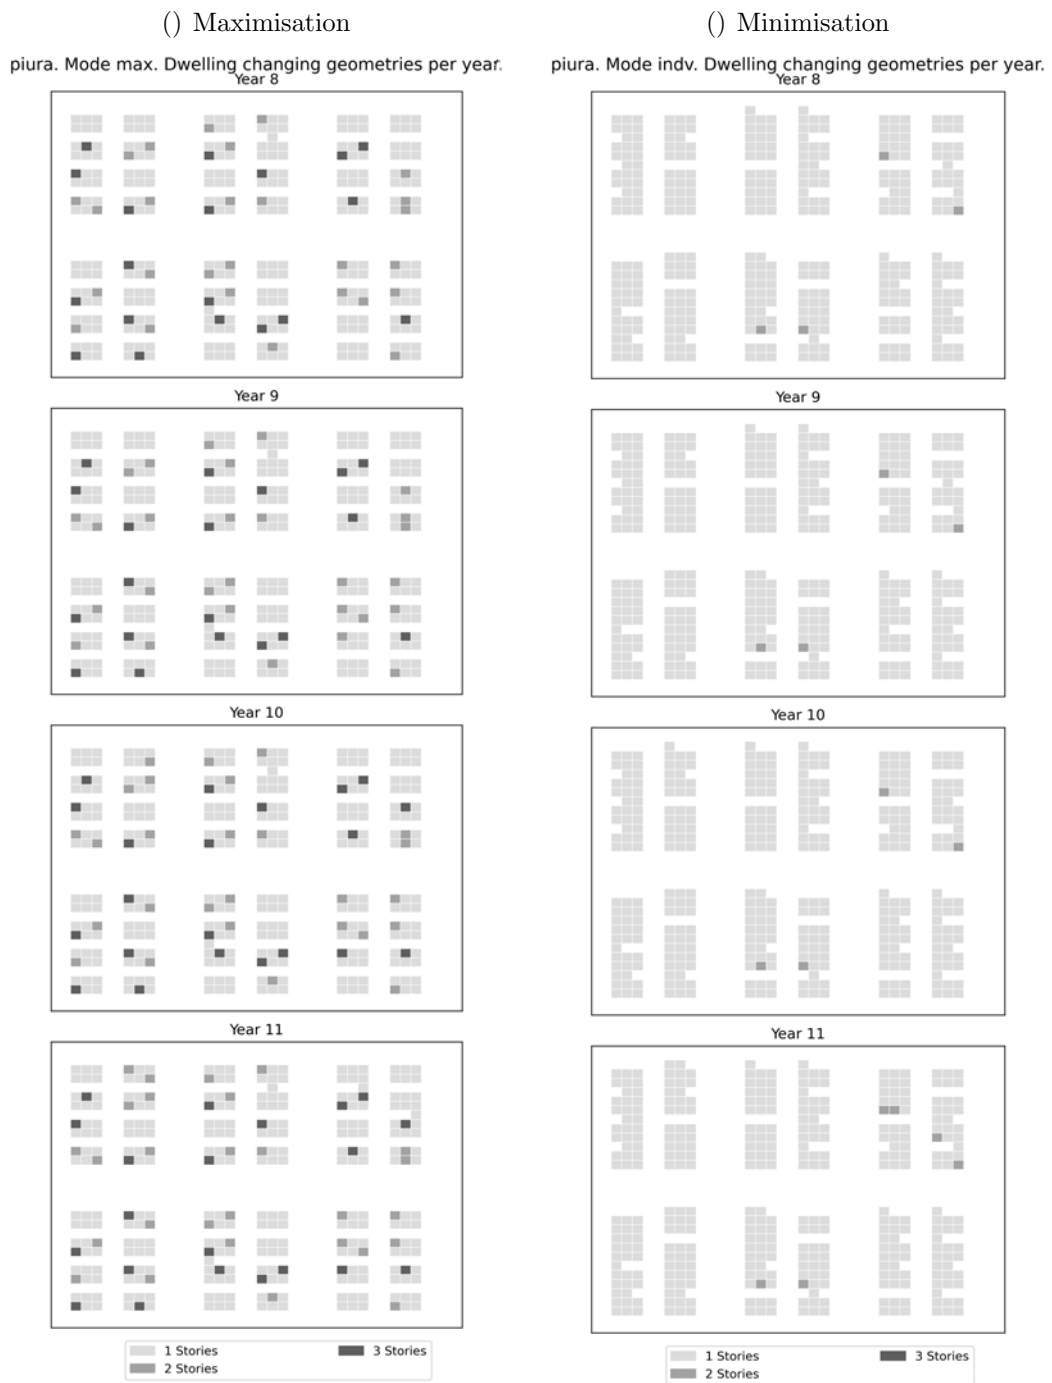 () Maximisation
piura. Mode max. Dwelling changing geometries per year.
Year 8
Year 9
Year 10
Year 11
1 Stories
2 Stories
3 Stories
() Minimisation
piura. Mode indv. Dwelling changing geometries per year.
Year 8
Year 9
Year 10
Year 11
1 Stories
2 Stories
3 Stories